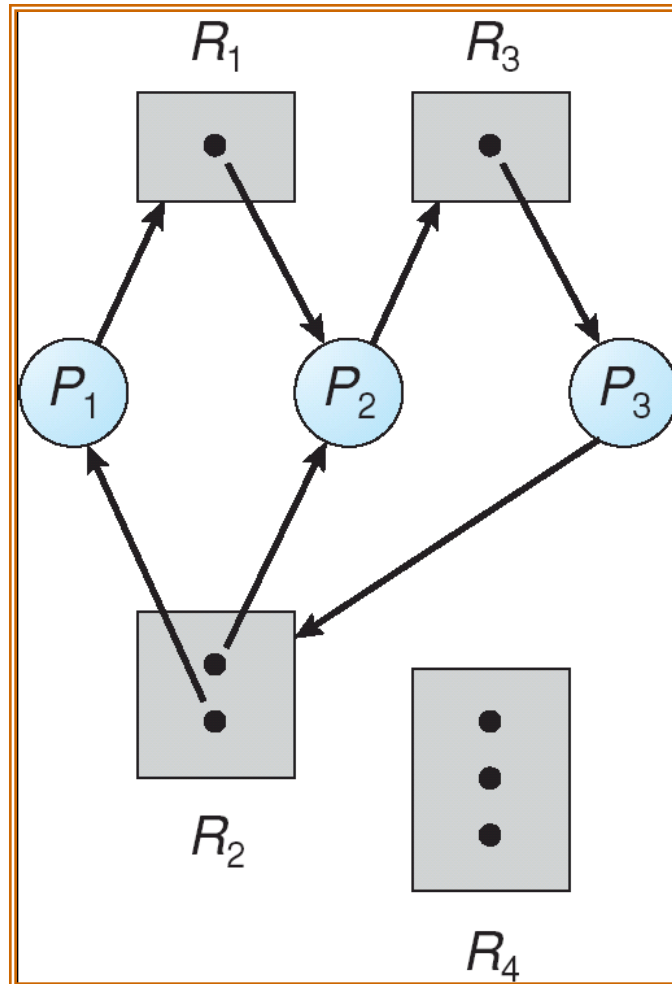 R₁ R₃
P₁ P₂ P₃
R₂
R₄